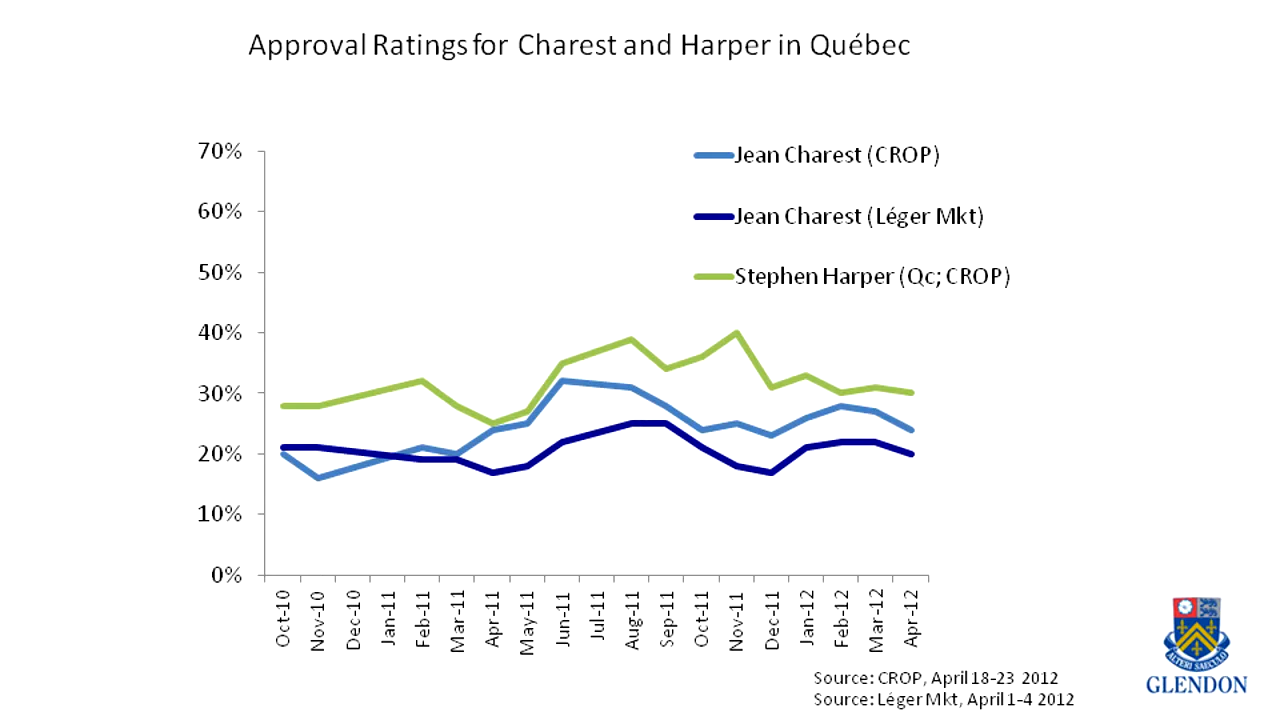 Approval Ratings for Charest and Harper in Québec
70%
60%
50%
40%
30%
20%
10%
0%
Jean Charest (CROP)
Jean Charest (Léger Mkt)
Stephen Harper (Qc; CROP)
Oct-10
Nov-10
Dec-10
Jan-11
Feb-11
Mar-11
Apr-11
May-11
Jun-11
Jul-11
Aug-11
Sep-11
Oct-11
Nov-11
Dec-11
Jan-12
Feb-12
Mar-12
Apr-12
Source: CROP, April 18-23 2012
Source: Léger Mkt, April 1-4 2012
ALTERI SAECULO
GLENDON